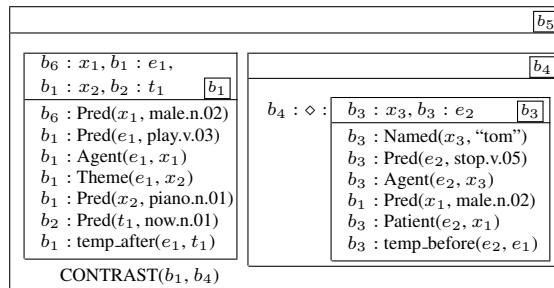 b5
b6 : x1, b1 : e1,
b1 : x2, b2 : t1 b1
b6 : Pred(x1, male.n.02)
b1 : Pred(e1, play.v.03)
b1 : Agent(e1, x1)
b1 : Theme(e1, x2)
b1 : Pred(x2, piano.n.01)
b2 : Pred(t1, now.n.01)
b1 : temp_after(e1, t1)
b4
b4 : ⋄ :
b3 : x3, b3 : e2 b3
b3 : Named(x3, “tom”)
b3 : Pred(e2, stop.v.05)
b3 : Agent(e2, x3)
b1 : Pred(x1, male.n.02)
b3 : Patient(e2, x1)
b3 : temp_before(e2, e1)
CONTRAST(b1, b4)